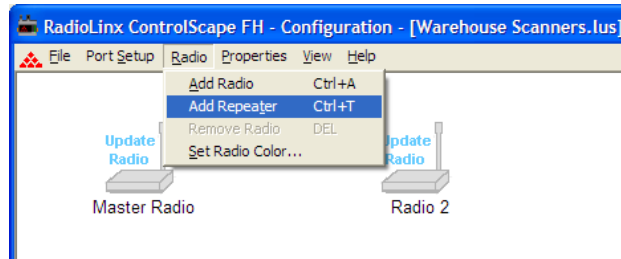 RadioLinx ControlScape FH - Configuration - [Warehouse Scanners.lus]
File Port Setup Radio Properties View Help
Add Radio Ctrl+A
Add Repeater Ctrl+T
Remove Radio DEL
Set Radio Color...
Update
Radio
Master Radio
Update
Radio
Radio 2